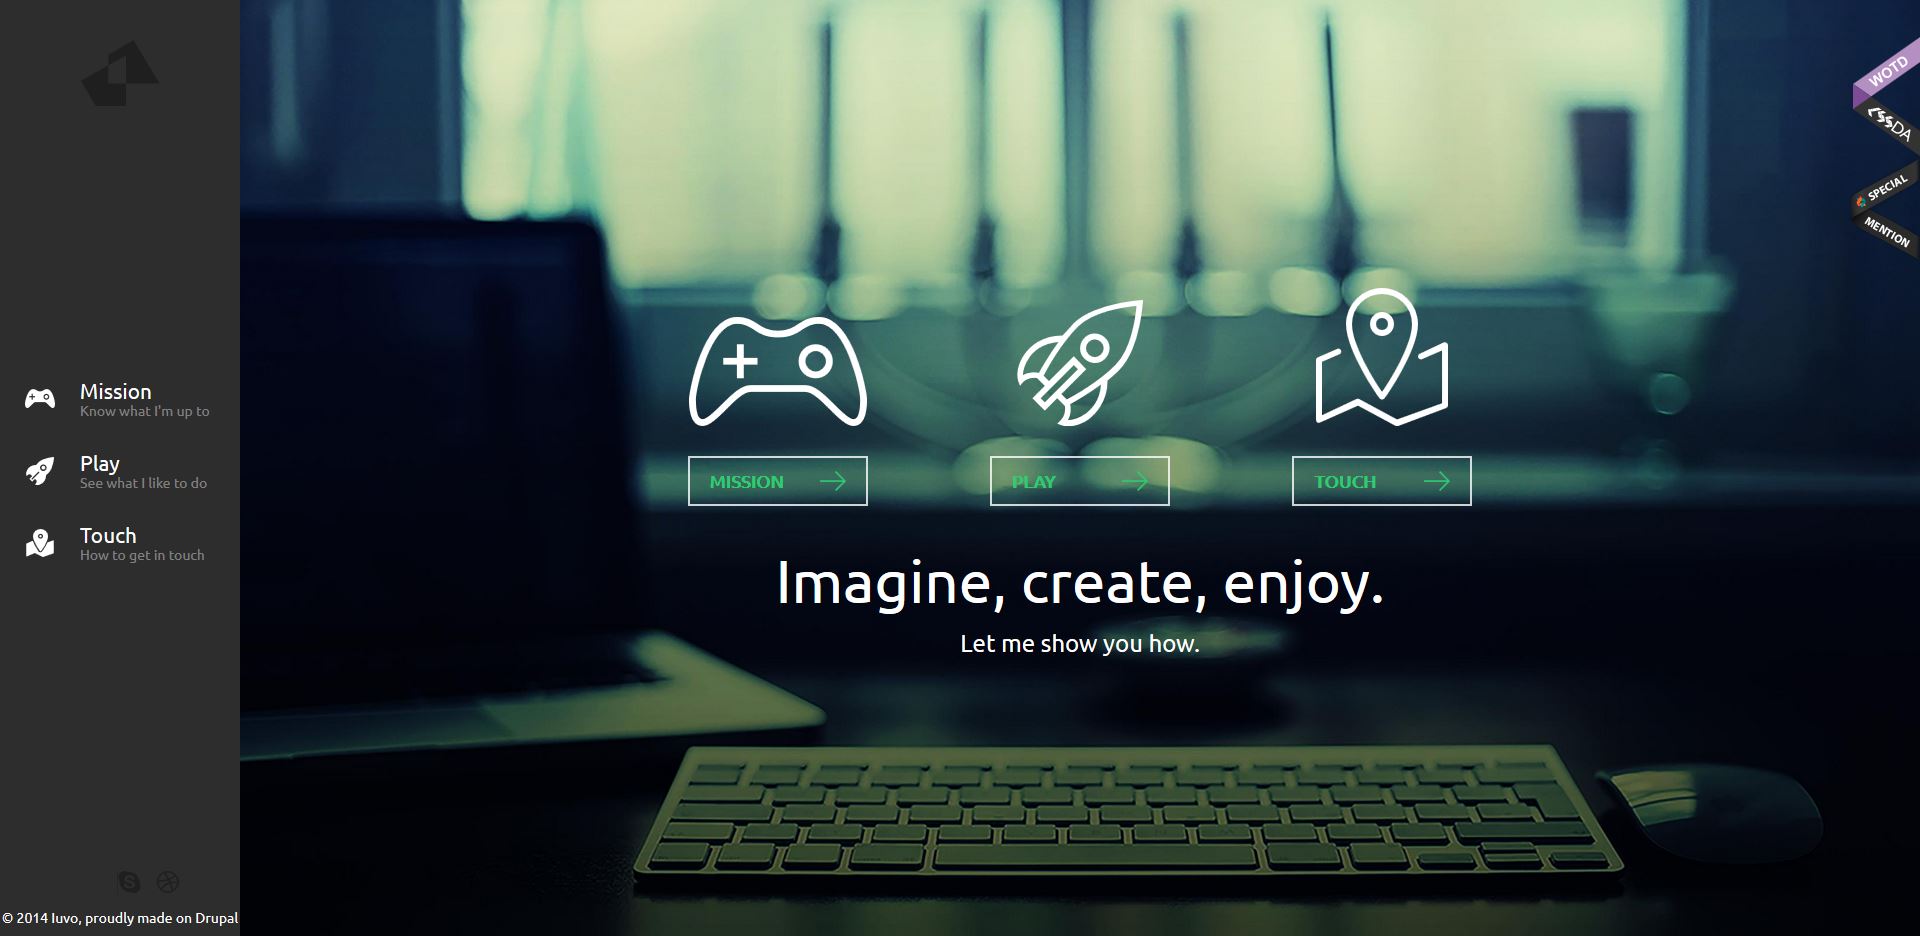 Mission
Know what I'm up to
Play
See what I like to do
Touch
How to get in touch
© 2014 Iuvo, proudly made on Drupal
MISSION
PLAY
TOUCH
Imagine, create, enjoy.
Let me show you how.
WOTD
CSSDA
SPECIAL
MENTION